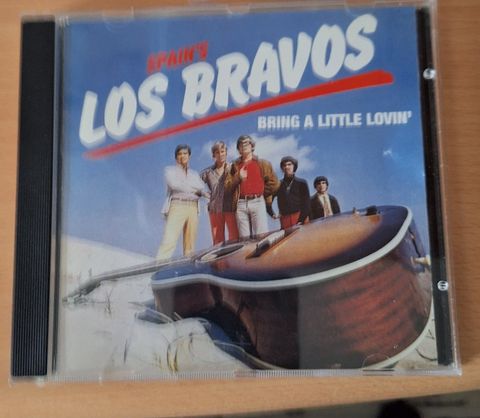 SPAIN'S
LOS BRAVOS
BRING A LITTLE LOVIN'